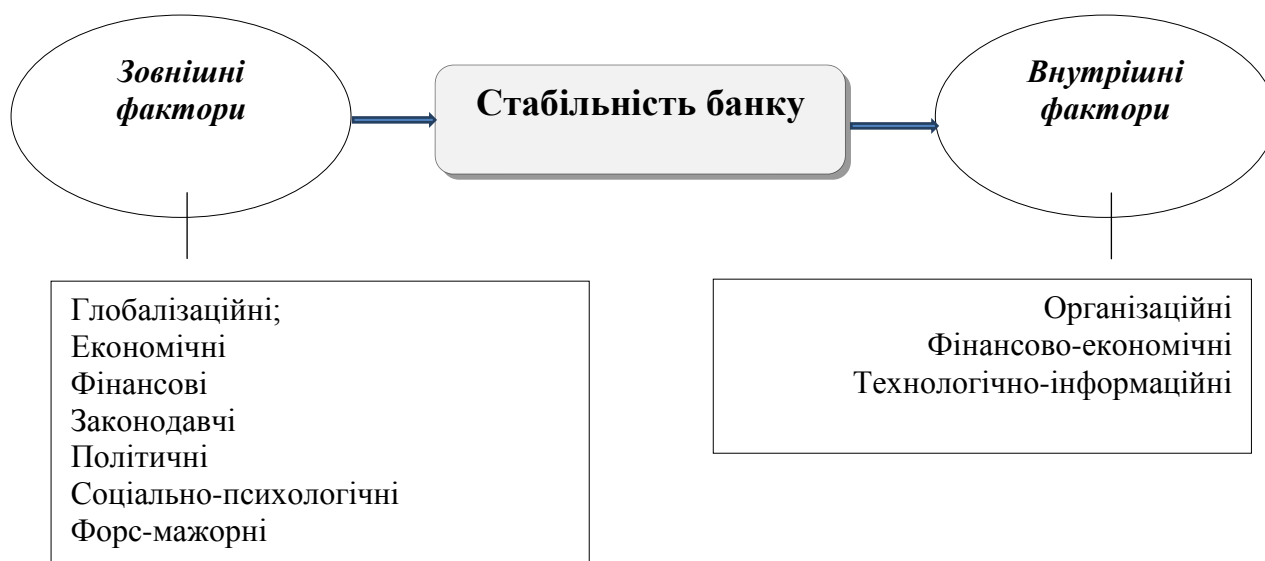 Зовнішні
фактори
Стабільність банку
Внутрішні
фактори
Глобалізаційні;
Економічні
Фінансові
Законодавчі
Політичні
Соціально-психологічні
Форс-мажорні
Організаційні
Фінансово-економічні
Технологічно-інформаційні